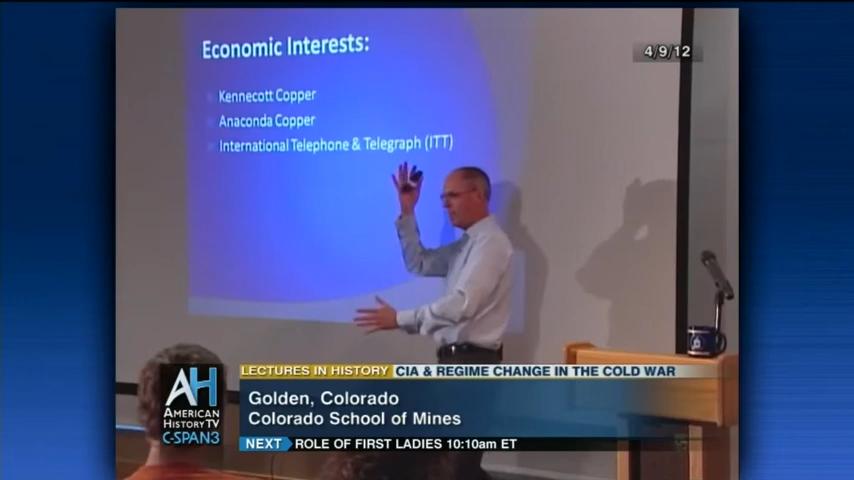 Economic Interests:
4/9/12
Kennecott Copper
Anaconda Copper
International Telephone & Telegraph (ITT)
LECTURES IN HISTORY CIA & REGIME CHANGE IN THE COLD WAR
AH
AMERICAN
HISTORY TV
C-SPAN3
Golden, Colorado
Colorado School of Mines
NEXT ROLE OF FIRST LADIES 10:10am ET